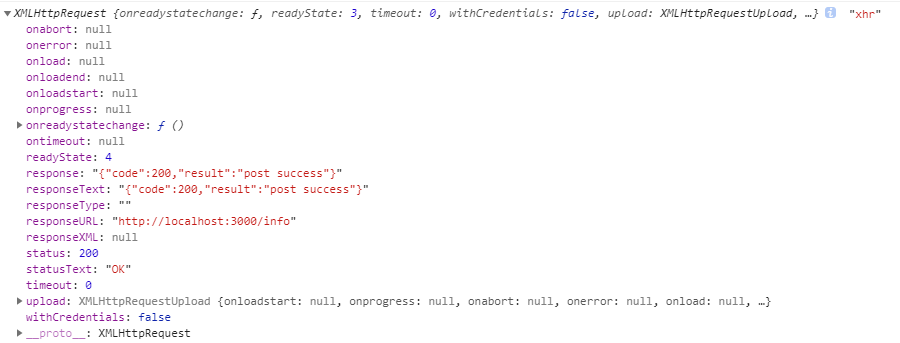 ▼XMLHttpRequest {onreadystatechange: ƒ, readyState: 3, timeout: 0, withCredentials: false, upload: XMLHttpRequestUpload, …} i "xhr"
onabort: null
onerror: null
onload: null
onloadend: null
onloadstart: null
onprogress: null
▶onreadystatechange: ƒ ()
ontimeout: null
readyState: 4
response: "{"code":200,"result":"post success"}"
responseText: "{"code":200,"result":"post success"}"
responseType: ""
responseURL: "http://localhost:3000/info"
responseXML: null
status: 200
statusText: "OK"
timeout: 0
▶upload: XMLHttpRequestUpload {onloadstart: null, onprogress: null, onabort: null, onerror: null, onload: null, …}
withCredentials: false
▶__proto__: XMLHttpRequest